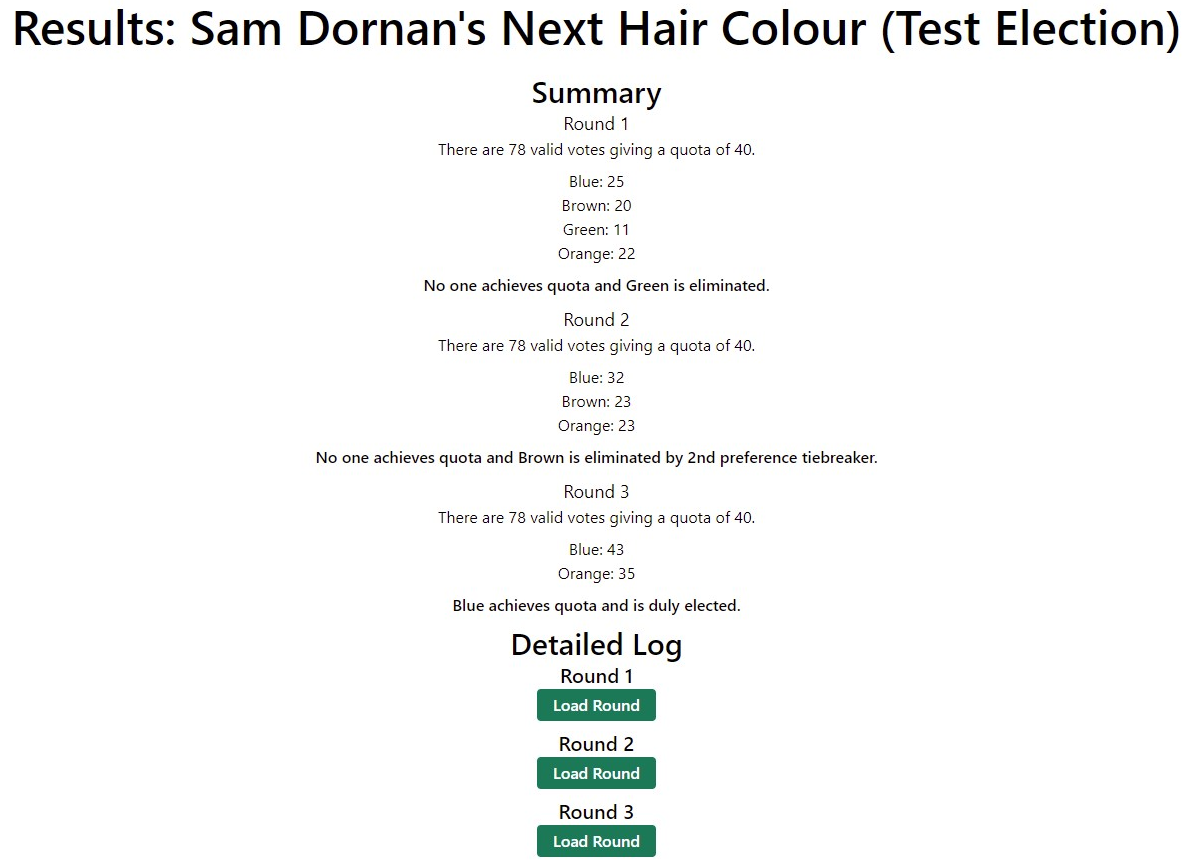 Results: Sam Dornan's Next Hair Colour (Test Election)
Summary
Round 1
There are 78 valid votes giving a quota of 40.
Blue: 25
Brown: 20
Green: 11
Orange: 22
No one achieves quota and Green is eliminated.
Round 2
There are 78 valid votes giving a quota of 40.
Blue: 32
Brown: 23
Orange: 23
No one achieves quota and Brown is eliminated by 2nd preference tiebreaker.
Round 3
There are 78 valid votes giving a quota of 40.
Blue: 43
Orange: 35
Blue achieves quota and is duly elected.
Detailed Log
Round 1
Load Round
Round 2
Load Round
Round 3
Load Round